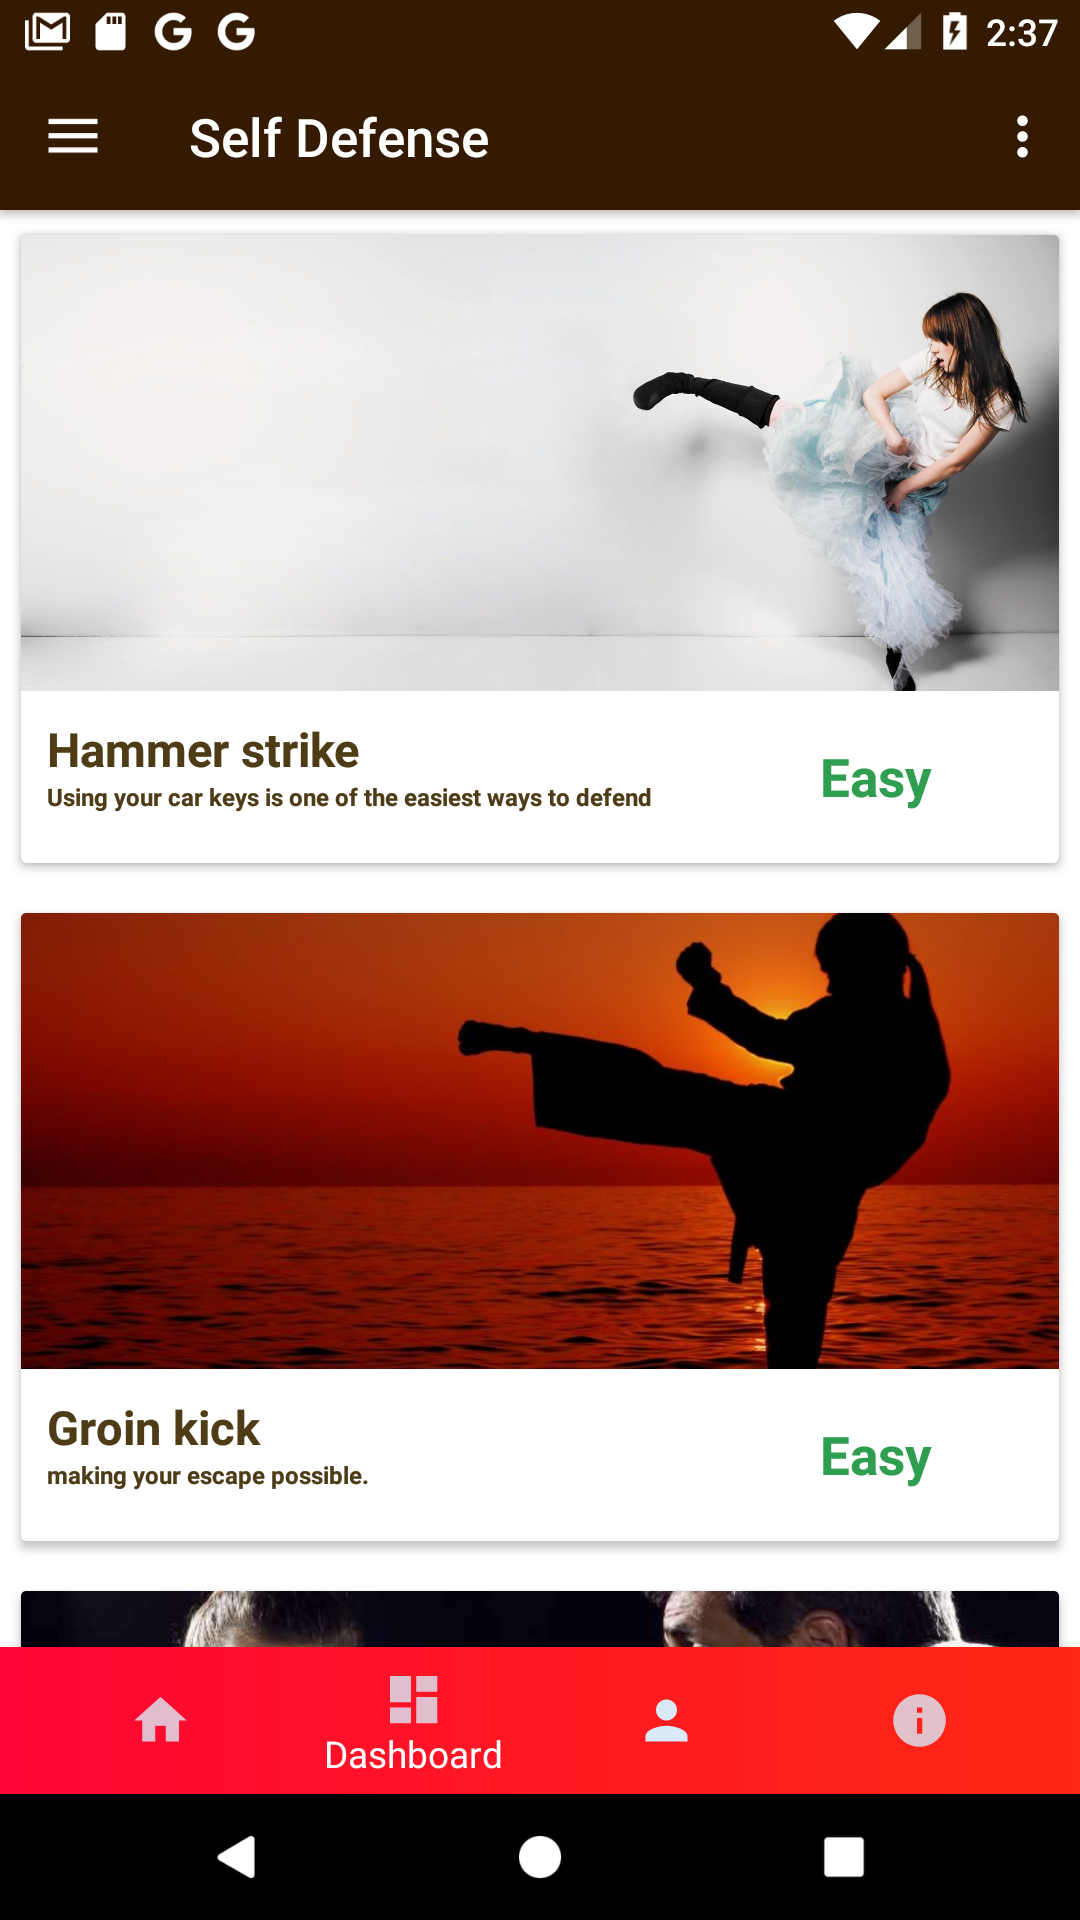 2:37
Self Defense
Hammer strike
Using your car keys is one of the easiest ways to defend
Easy
Groin kick
making your escape possible.
Easy
Dashboard